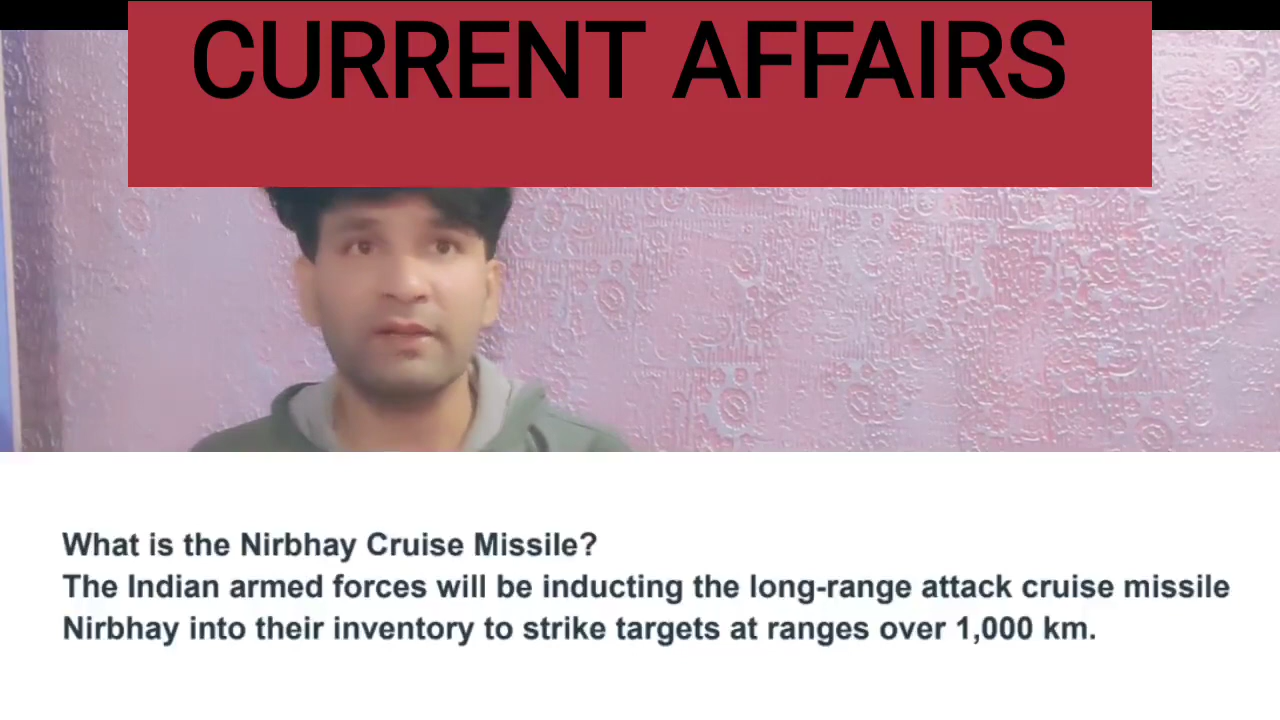 CURRENT AFFAIRS
What is the Nirbhay Cruise Missile?
The Indian armed forces will be inducting the long-range attack cruise missile
Nirbhay into their inventory to strike targets at ranges over 1,000 km.